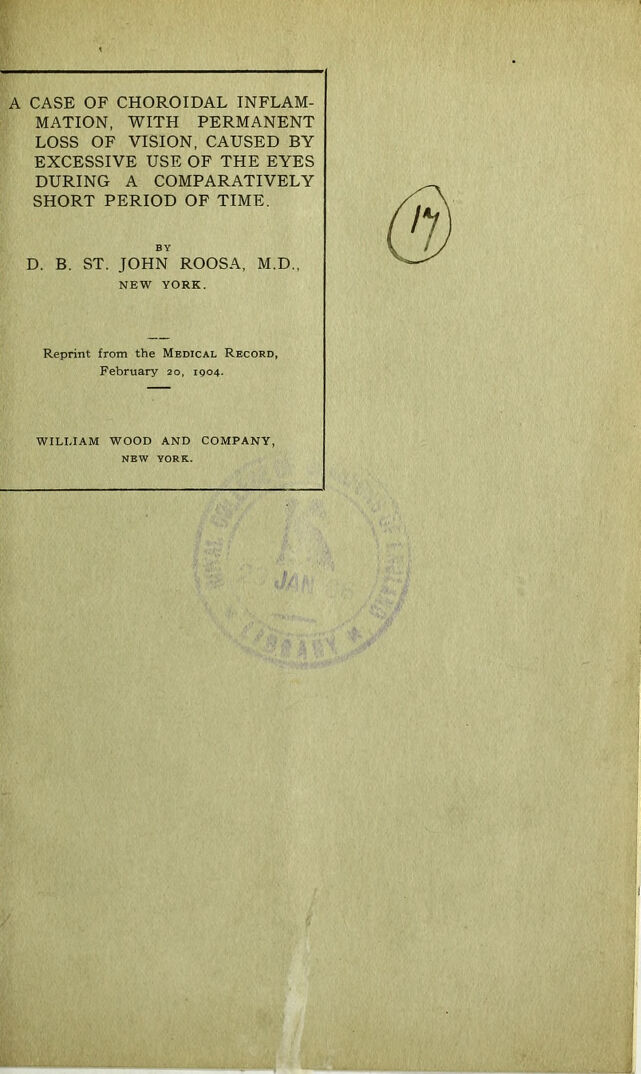 A CASE OF CHOROIDAL INFLAM-
MATION, WITH PERMANENT
LOSS OF VISION, CAUSED BY
EXCESSIVE USE OF THE EYES
DURING A COMPARATIVELY
SHORT PERIOD OF TIME.
BY
D. B. ST. JOHN ROOSA, M.D.,
NEW YORK.
Reprint from the MEDICAL RECORD,
February 20, 1904.
WILLIAM WOOD AND COMPANY,
NEW YORK.
17
JAN
LIBRARY